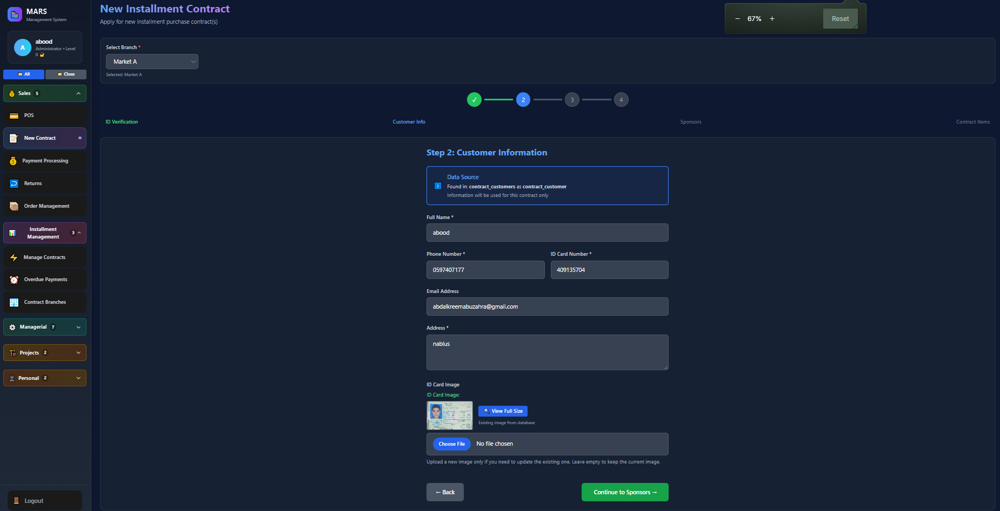 MARS
Management System
abood
Administrator • Level
0
A
All
Close
Sales 5
POS
New Contract
Payment Processing
Returns
Order Management
Installment
Management
3
Manage Contracts
Overdue Payments
Contract Branches
Managerial 7
Projects 2
Personal 2
Logout
New Installment Contract
Apply for new installment purchase contract(s)
− 67% +
Reset
Select Branch *
Market A
Selected: Market A
✓ 2 3 4
ID Verification
Customer Info
Sponsors
Contract Items
Step 2: Customer Information
Data Source
Found in: contract_customers as contract_customer
Information will be used for this contract only
Full Name *
abood
Phone Number *
ID Card Number *
0597407177
409135704
Email Address
abdalkreemabuzahra@gmail.com
Address *
nablus
ID Card Image
ID Card Image:
View Full Size
Existing image from database
Choose File No file chosen
Upload a new image only if you need to update the existing one. Leave empty to keep the current image.
← Back
Continue to Sponsors →